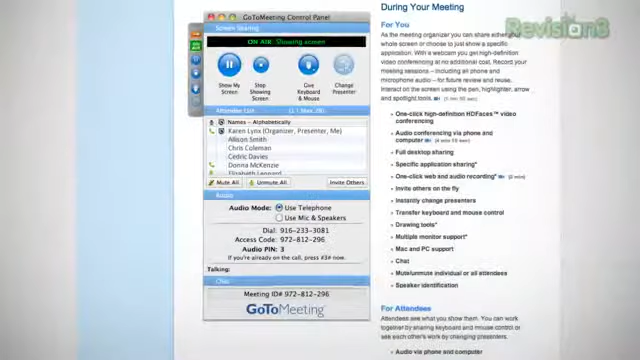 GoToMeeting Control Panel
Screen Sharing
ON AIR Showing screen
Show My Screen
Stop Showing Screen
Give Keyboard & Mouse
Change Presenter
Attendee List
Names - Alphabetically
Karen Lynx (Organizer, Presenter, Me)
Allison Smith
Chris Coleman
Cedric Davies
Donna McKenzie
Elizabeth Leonard
Mute All
Unmute All
Invite Others
Audio
Audio Mode: Use Telephone
Use Mic & Speakers
Dial: 916-233-3081
Access Code: 972-812-296
Audio PIN: 3
If you're already on the call, press #3# now.
Talking:
Chat
Meeting ID# 972-812-296
GoToMeeting
Revision3
During Your Meeting
For You
As the meeting organizer you can share either your
whole screen or choose to just show a specific
application. With a webcam you get high-definition
video conferencing at no additional cost. Record your
meeting sessions – including all phone and
microphone audio – for future review and reuse.
Interact on the screen using the pen, highlighter, arrow
and spotlight tools.
One-click high-definition HDFaces™ video
conferencing
Audio conferencing via phone and
computer
Full desktop sharing
Specific application sharing*
One-click web and audio recording*
Invite others on the fly
Instantly change presenters
Transfer keyboard and mouse control
Drawing tools*
Multiple monitor support*
Mac and PC support
Chat
Mute/unmute individual or all attendees
Speaker identification
For Attendees
Attendees see what you show them. You can work
together by sharing keyboard and mouse control or
see each other's work by changing presenters.
Audio via phone and computer